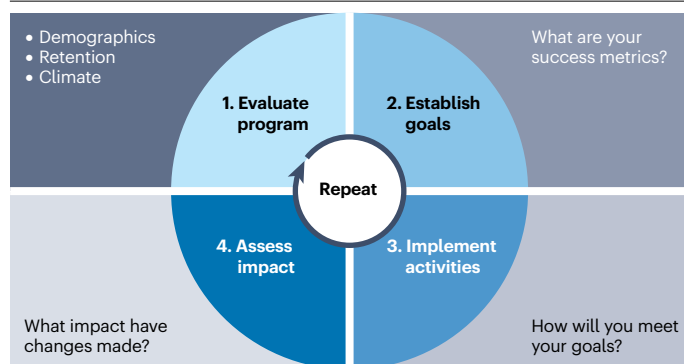 • Demographics
• Retention
• Climate
What are your
success metrics?
1. Evaluate
program
2. Establish
goals
Repeat
4. Assess
impact
3. Implement
activities
What impact have
changes made?
How will you meet
your goals?